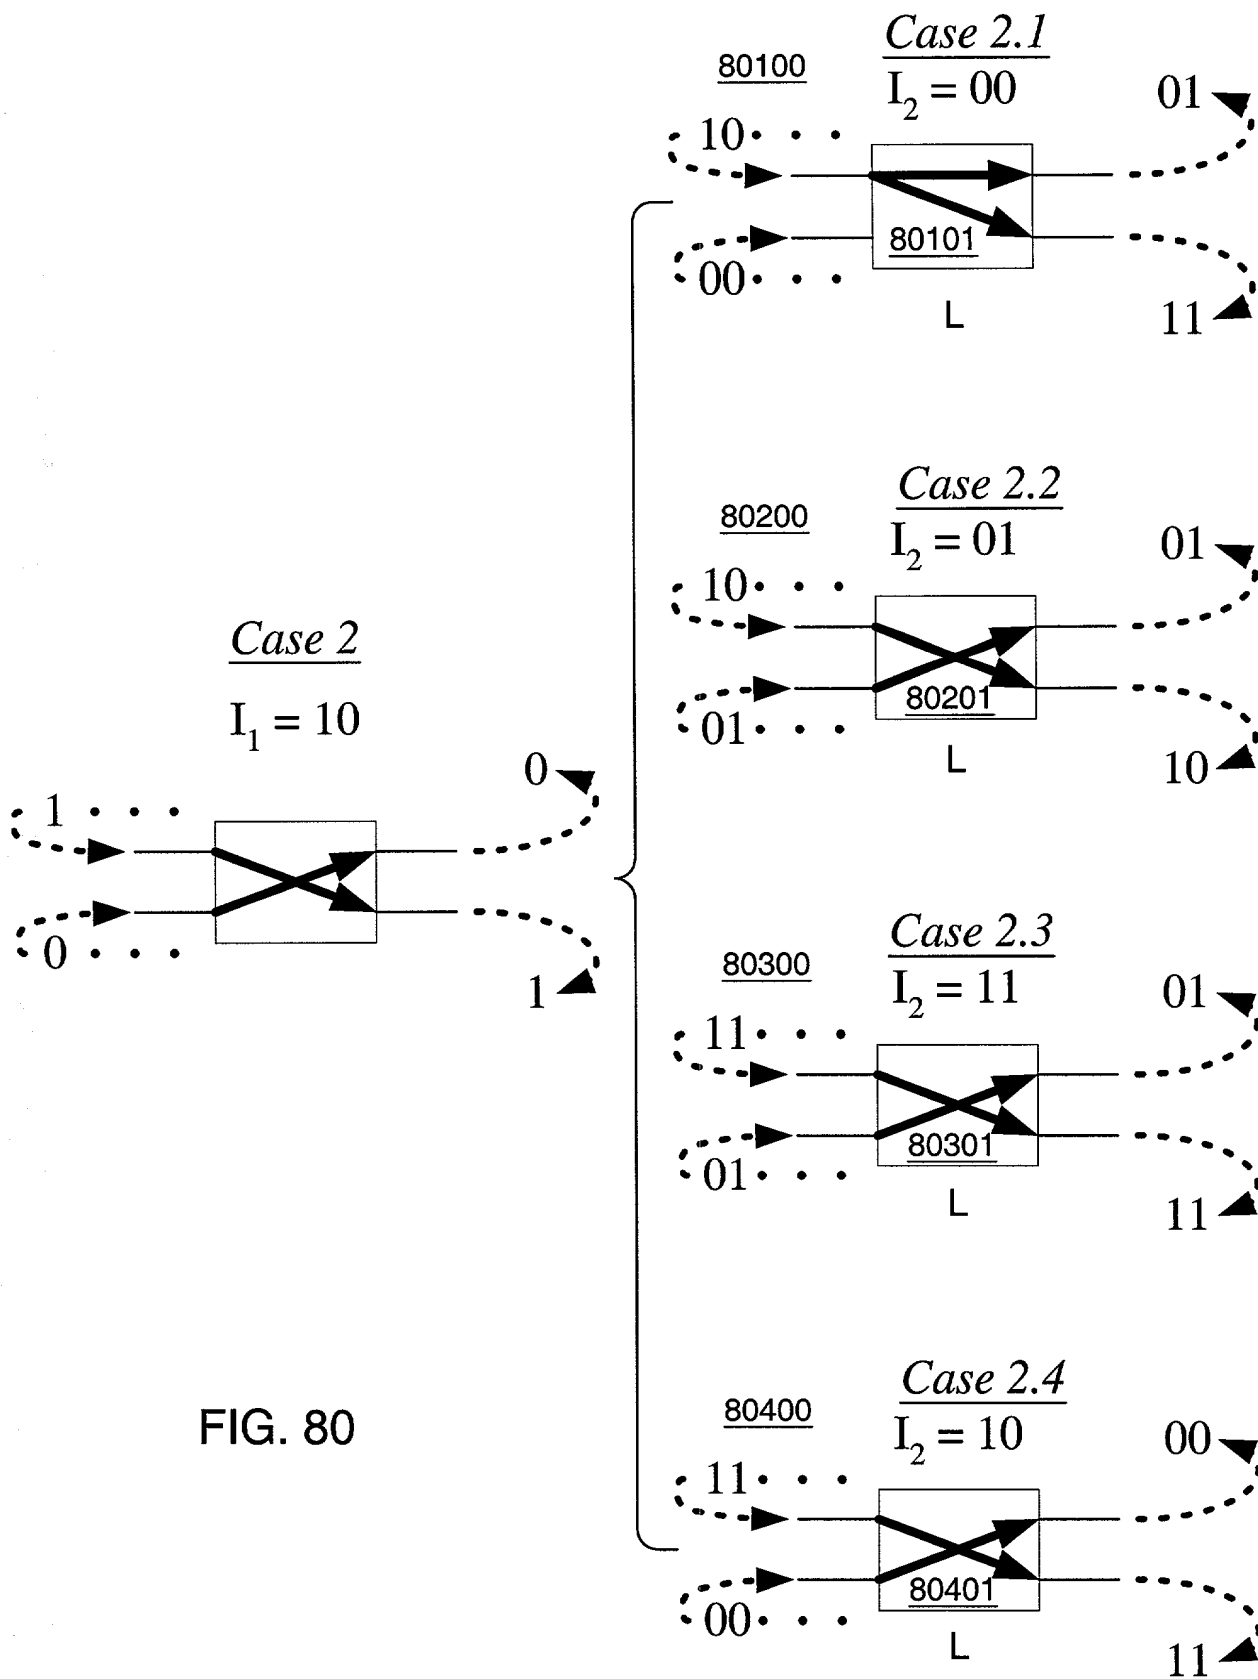 Case 2
I1 = 10
1 . . .
0
0 . . .
1
FIG. 80
Case 2.1
80100
I2 = 00
01
10 . . .
80101
00 . . .
L
11
Case 2.2
80200
I2 = 01
01
10 . . .
80201
01 . . .
L
10
Case 2.3
80300
I2 = 11
01
11 . . .
80301
01 . . .
L
11
Case 2.4
80400
I2 = 10
00
11 . . .
80401
00 . . .
L
11